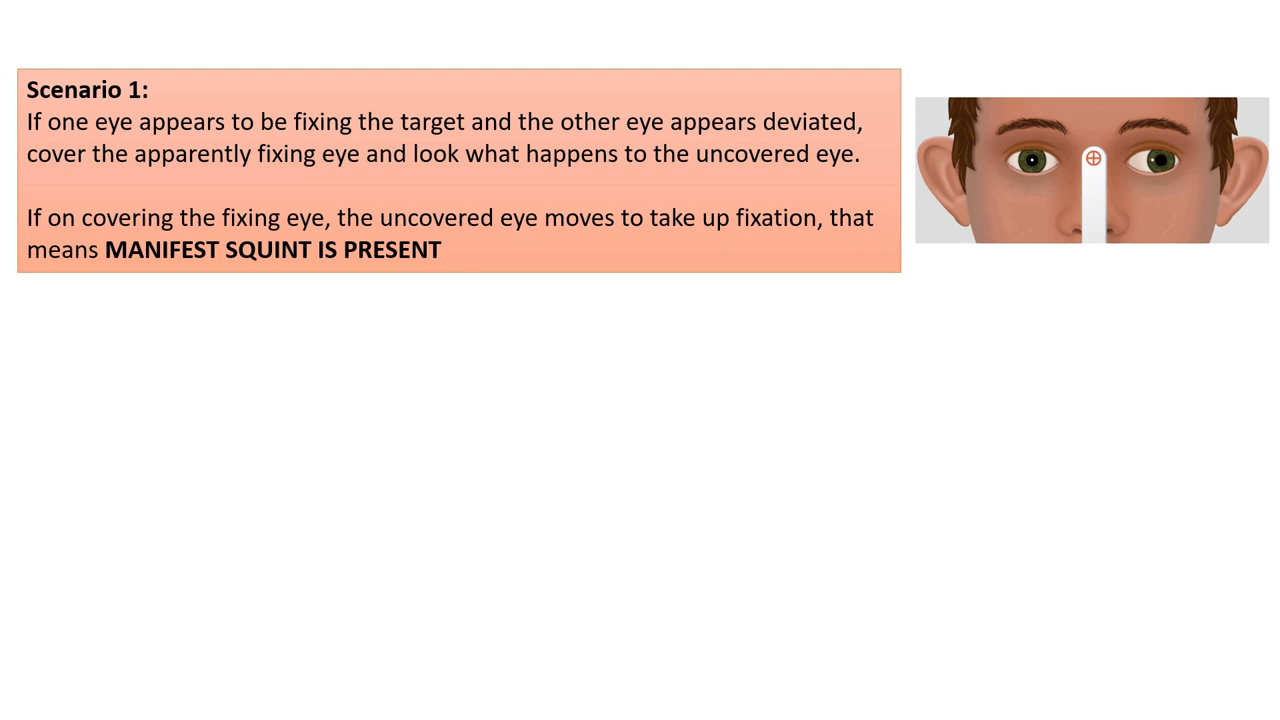 Scenario 1:
If one eye appears to be fixing the target and the other eye appears deviated,
cover the apparently fixing eye and look what happens to the uncovered eye.
If on covering the fixing eye, the uncovered eye moves to take up fixation, that
means MANIFEST SQUINT IS PRESENT